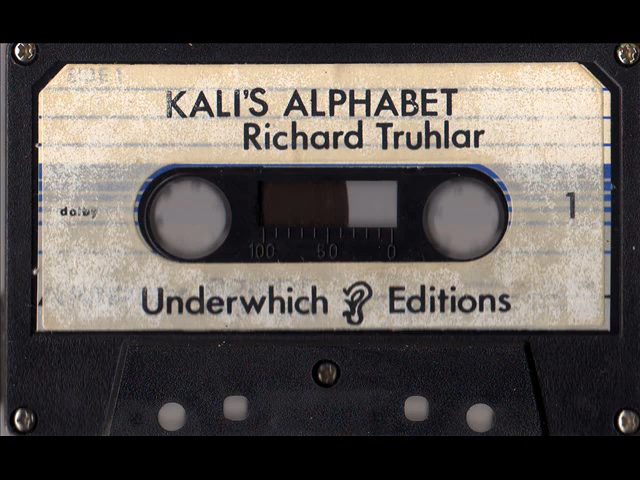 KALI'S ALPHABET
Richard Truhlar
dolby
1
100 50 0
Underwhich Editions